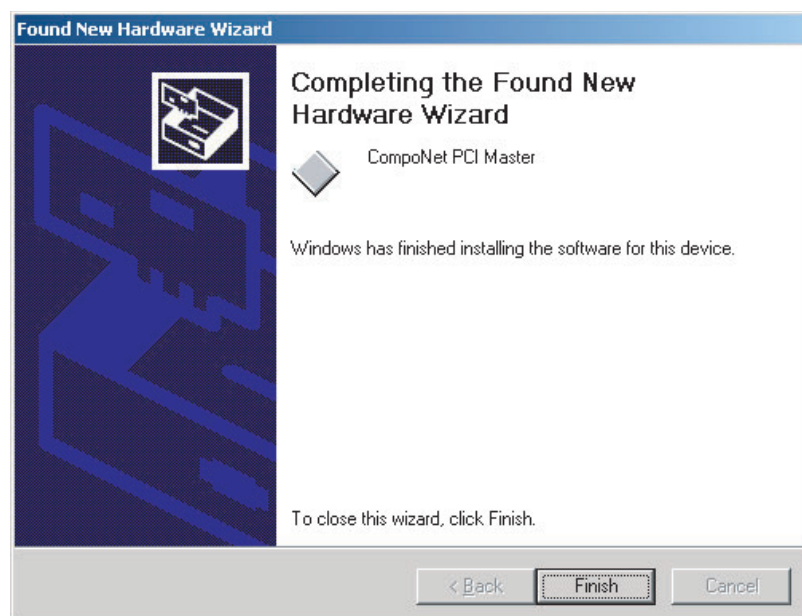 Found New Hardware Wizard
Completing the Found New
Hardware Wizard
CompoNet PCI Master
Windows has finished installing the software for this device.
To close this wizard, click Finish.
< Back
Finish
Cancel